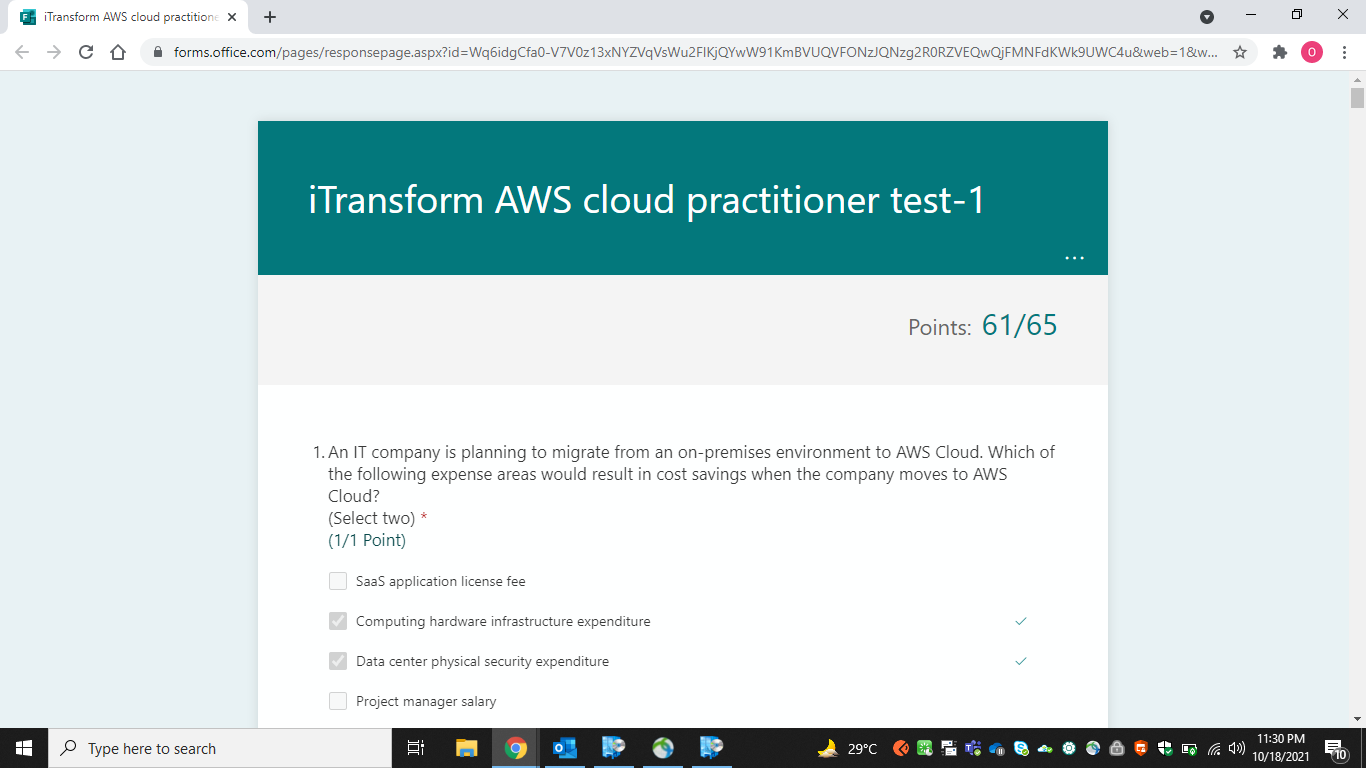 iTransform AWS cloud practitione
forms.office.com/pages/responsepage.aspx?id=Wq6idgCfa0-V7V0z13xNYZVqVsWu2FlKjQYwW91KmBVUQVFONzJQNzg2R0RZVEQwQjFMNFdKWk9UWC4u&web=1&w...
O
iTransform AWS cloud practitioner test-1
...
Points: 61/65
1. An IT company is planning to migrate from an on-premises environment to AWS Cloud. Which of
the following expense areas would result in cost savings when the company moves to AWS
Cloud?
(Select two) *
(1/1 Point)
SaaS application license fee
Computing hardware infrastructure expenditure
Data center physical security expenditure
Project manager salary
Type here to search
29°C
11:30 PM
10/18/2021
10